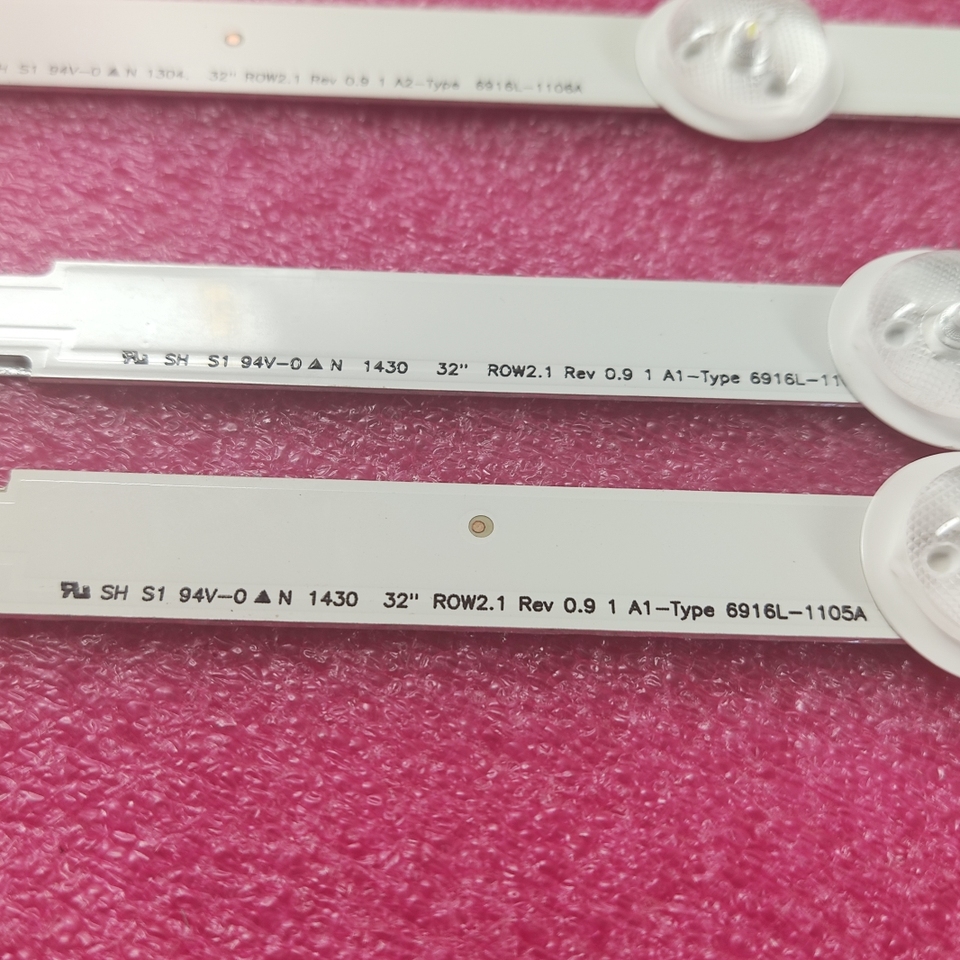 S1 94V-0 ▲ N 1304 32" ROW2.1 Rev 0.9 1 A2-Type 6916L-1106A
SH S1 94V-0 ▲ N 1430 32" ROW2.1 Rev 0.9 1 A1-Type 6916L-11
SH S1 94V-0 ▲ N 1430 32" ROW2.1 Rev 0.9 1 A1-Type 6916L-1105A